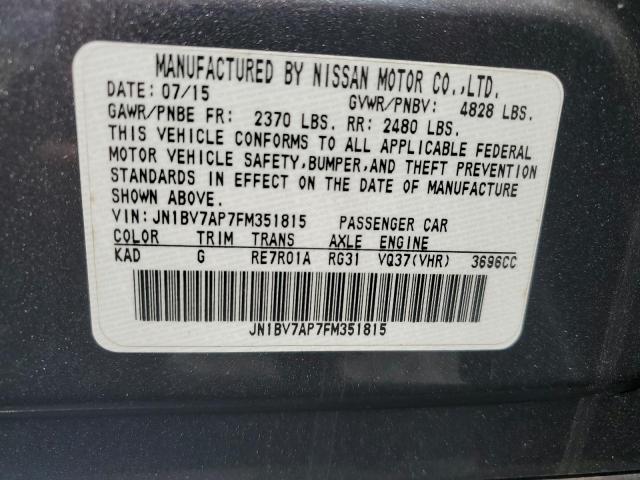 MANUFACTURED BY NISSAN MOTOR CO.,LTD.
DATE: 07/15 GVWR/PNBV: 4828 LBS.
GAWR/PNBE FR: 2370 LBS. RR: 2480 LBS.
THIS VEHICLE CONFORMS TO ALL APPLICABLE FEDERAL
MOTOR VEHICLE SAFETY,BUMPER,AND THEFT PREVENTION
STANDARDS IN EFFECT ON THE DATE OF MANUFACTURE
SHOWN ABOVE.
VIN:JN1BV7AP7FM351815 PASSENGER CAR
COLOR TRIM TRANS AXLE ENGINE
KAD G RE7R01A RG31 VQ37(VHR) 3696CC
JN1BV7AP7FM351815